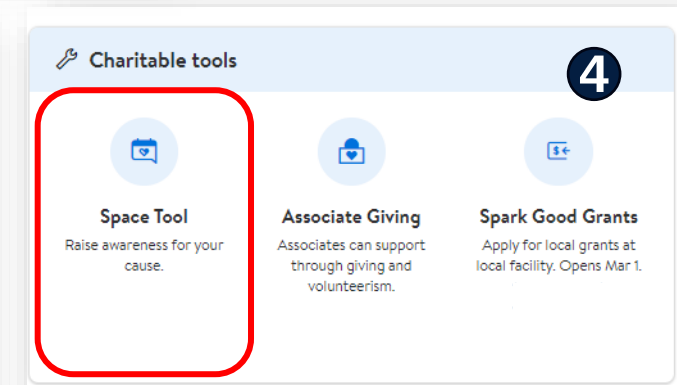 Charitable tools
4
Space Tool
Raise awareness for your
cause.
Associate Giving
Associates can support
through giving and
volunteerism.
Spark Good Grants
Apply for local grants at
local facility. Opens Mar 1.